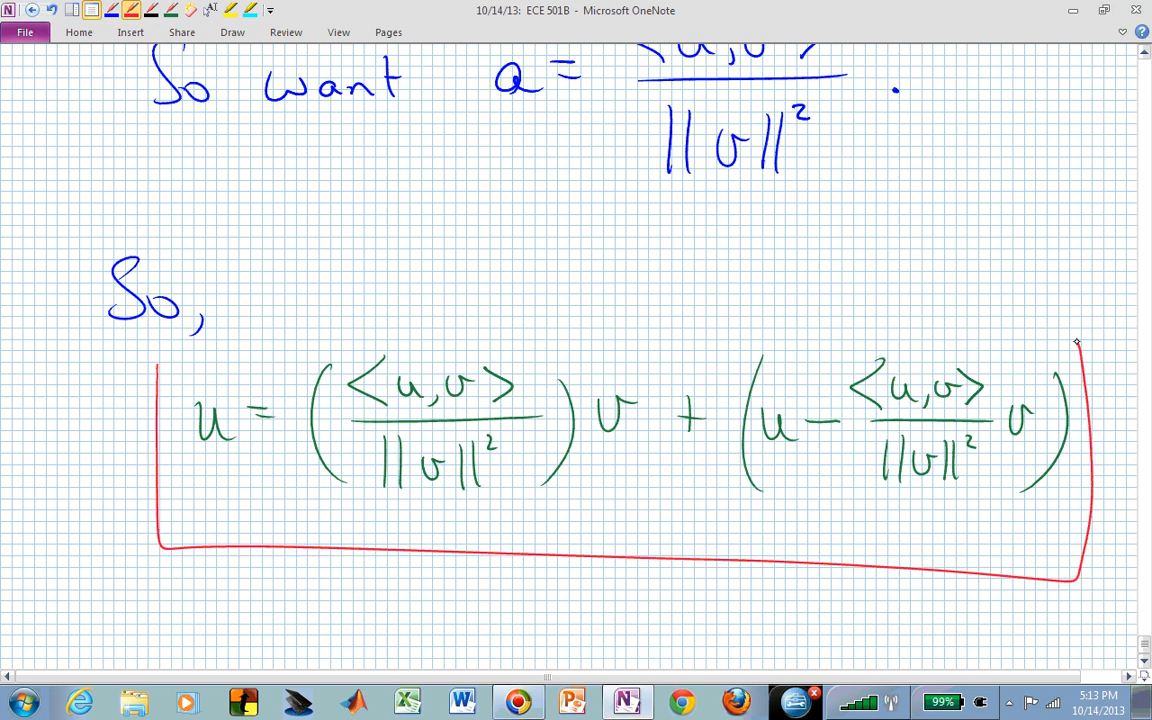 10/14/13: ECE 501B - Microsoft OneNote
File Home Insert Share Draw Review View Pages
So want a = <u,v> / ||v||² .
So,
u = (<u,v> / ||v||²) v + (u − <u,v> / ||v||² v)
99%
5:13 PM
10/14/2013